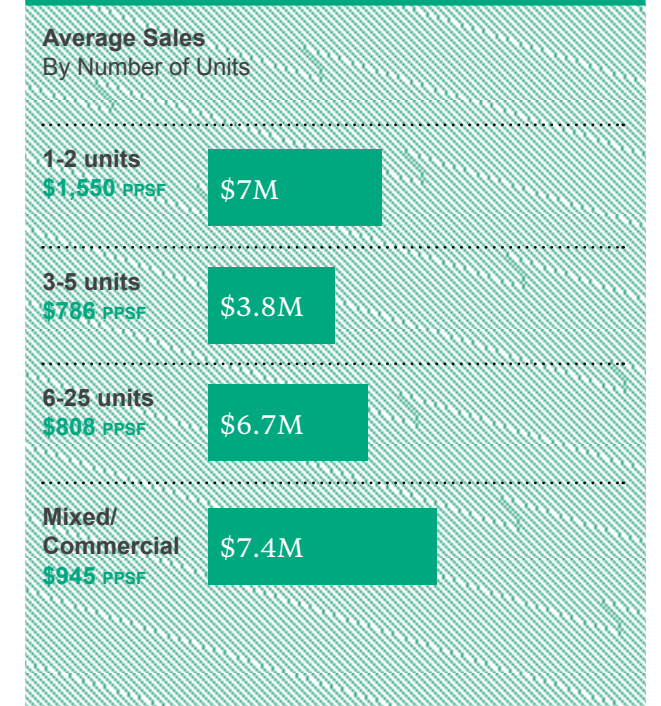 Average Sales
By Number of Units
1-2 units
$1,550 PPSF
$7M
3-5 units
$786 PPSF
$3.8M
6-25 units
$808 PPSF
$6.7M
Mixed/
Commercial
$945 PPSF
$7.4M